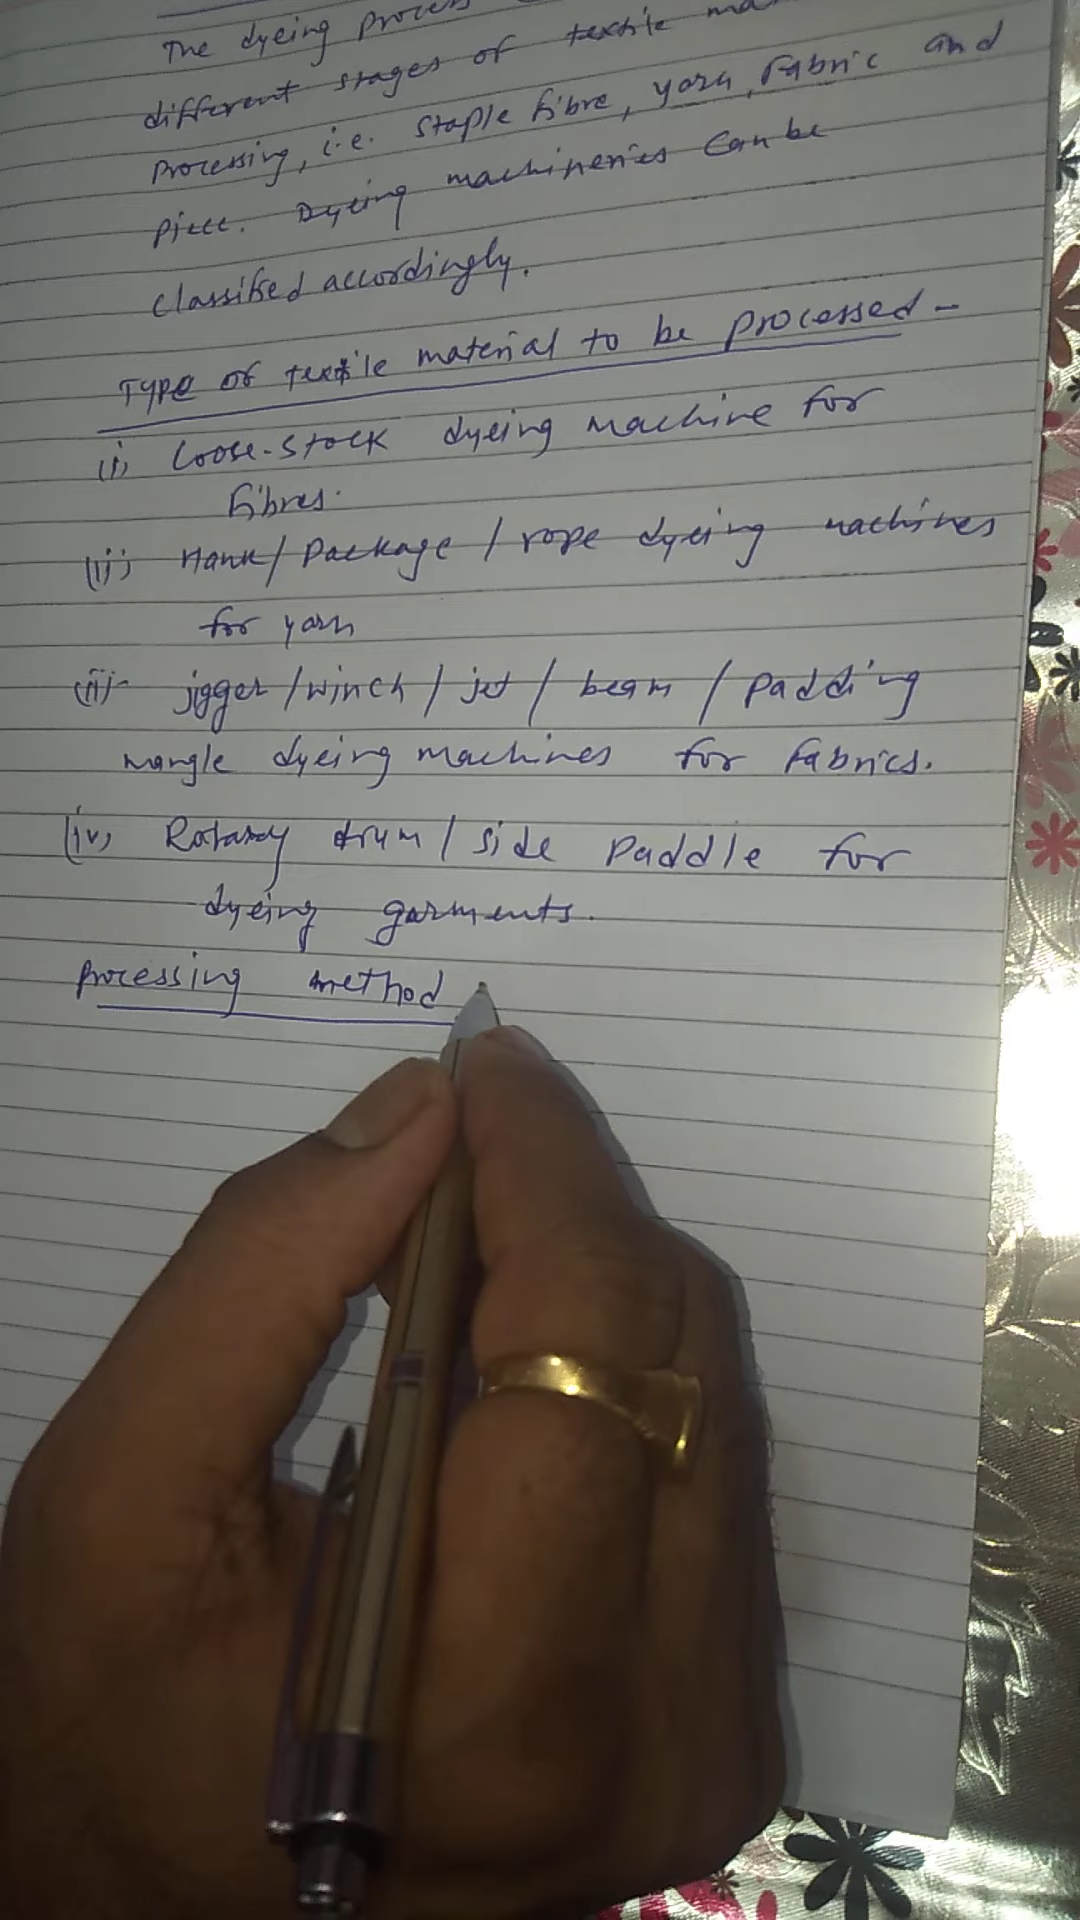 The dyeing process
different stages of textile ma
processing, i.e. staple fibre, yarn, fabric and
piece. Dyeing machineries can be
classified accordingly.
Type of textile material to be processed -
(i) Loose-stock dyeing machine for
fibres.
(ii) Hank/Package/rope dyeing machines
for yarn
(iii) jigger/winch/jet/beam/padding
mangle dyeing machines for fabrics.
(iv) Rotary drum/side paddle for
dyeing garments.
Processing method